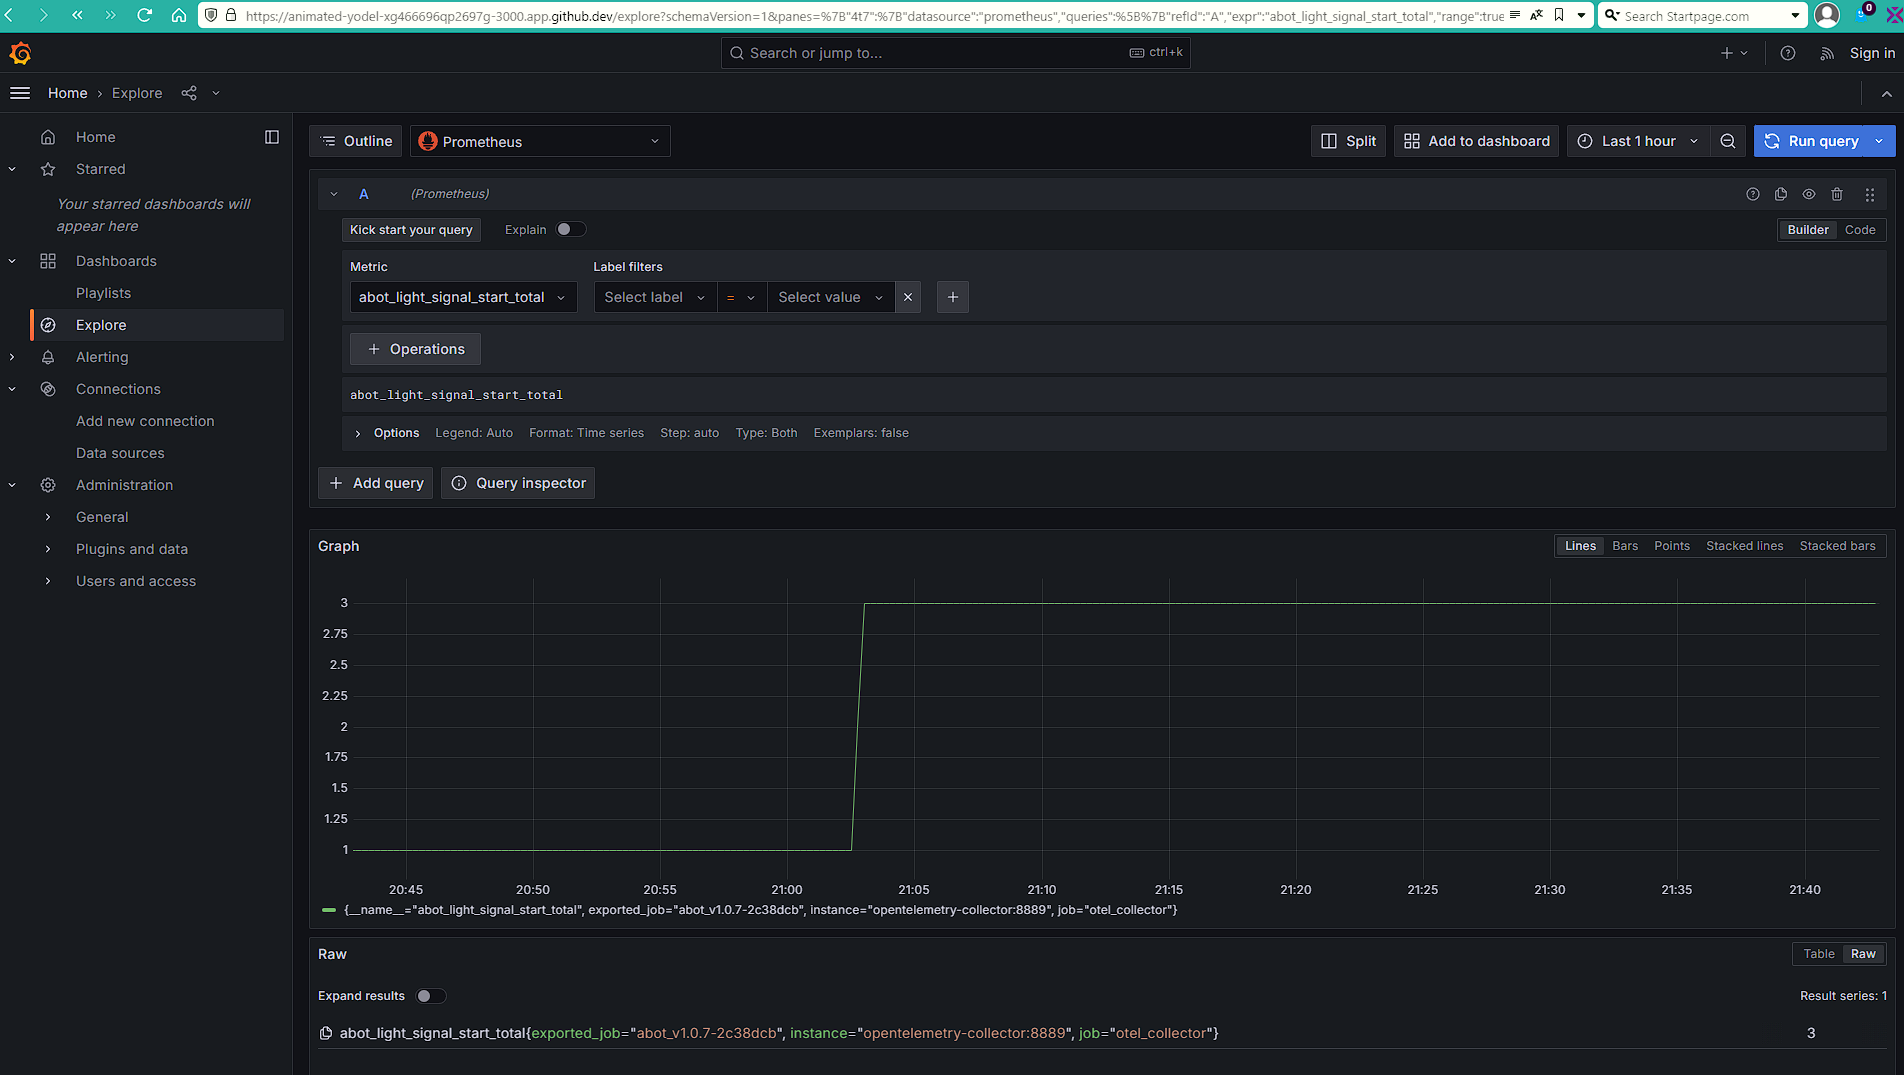 https://animated-yodel-xg466696qp2697g-3000.app.github.dev/explore?schemaVersion=1&panes=%7B"4t7":%7B"datasource":"prometheus","queries":%5B%7B"refId":"A","expr":"abot_light_signal_start_total","range":true
Search Startpage.com
0
Search or jump to...
ctrl+k
Sign in
Home › Explore
Home
Starred
Your starred dashboards will
appear here
Dashboards
Playlists
Explore
Alerting
Connections
Add new connection
Data sources
Administration
General
Plugins and data
Users and access
Outline
Prometheus
Split
Add to dashboard
Last 1 hour
Run query
A (Prometheus)
Kick start your query
Explain
Builder Code
Metric
Label filters
abot_light_signal_start_total
Select label
=
Select value
+ Operations
abot_light_signal_start_total
Options Legend: Auto Format: Time series Step: auto Type: Both Exemplars: false
+ Add query
Query inspector
Graph
Lines Bars Points Stacked lines Stacked bars
3
2.75
2.5
2.25
2
1.75
1.5
1.25
1
20:45 20:50 20:55 21:00 21:05 21:10 21:15 21:20 21:25 21:30 21:35 21:40
{__name__="abot_light_signal_start_total", exported_job="abot_v1.0.7-2c38dcb", instance="opentelemetry-collector:8889", job="otel_collector"}
Raw
Table Raw
Expand results
Result series: 1
abot_light_signal_start_total{exported_job="abot_v1.0.7-2c38dcb", instance="opentelemetry-collector:8889", job="otel_collector"} 3